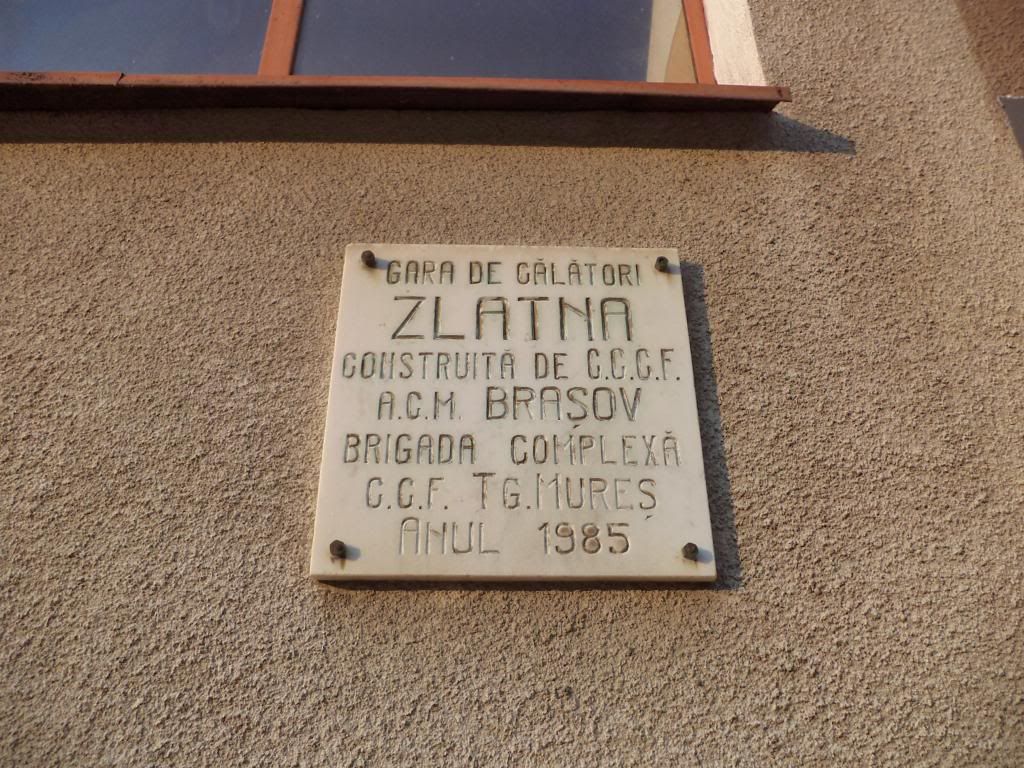 GARA DE CĂLĂTORI
ZLATNA
CONSTRUITĂ DE C.C.C.F.
A.C.M. BRAȘOV
BRIGADA COMPLEXĂ
C.C.F. TG. MUREȘ
ANUL 1985